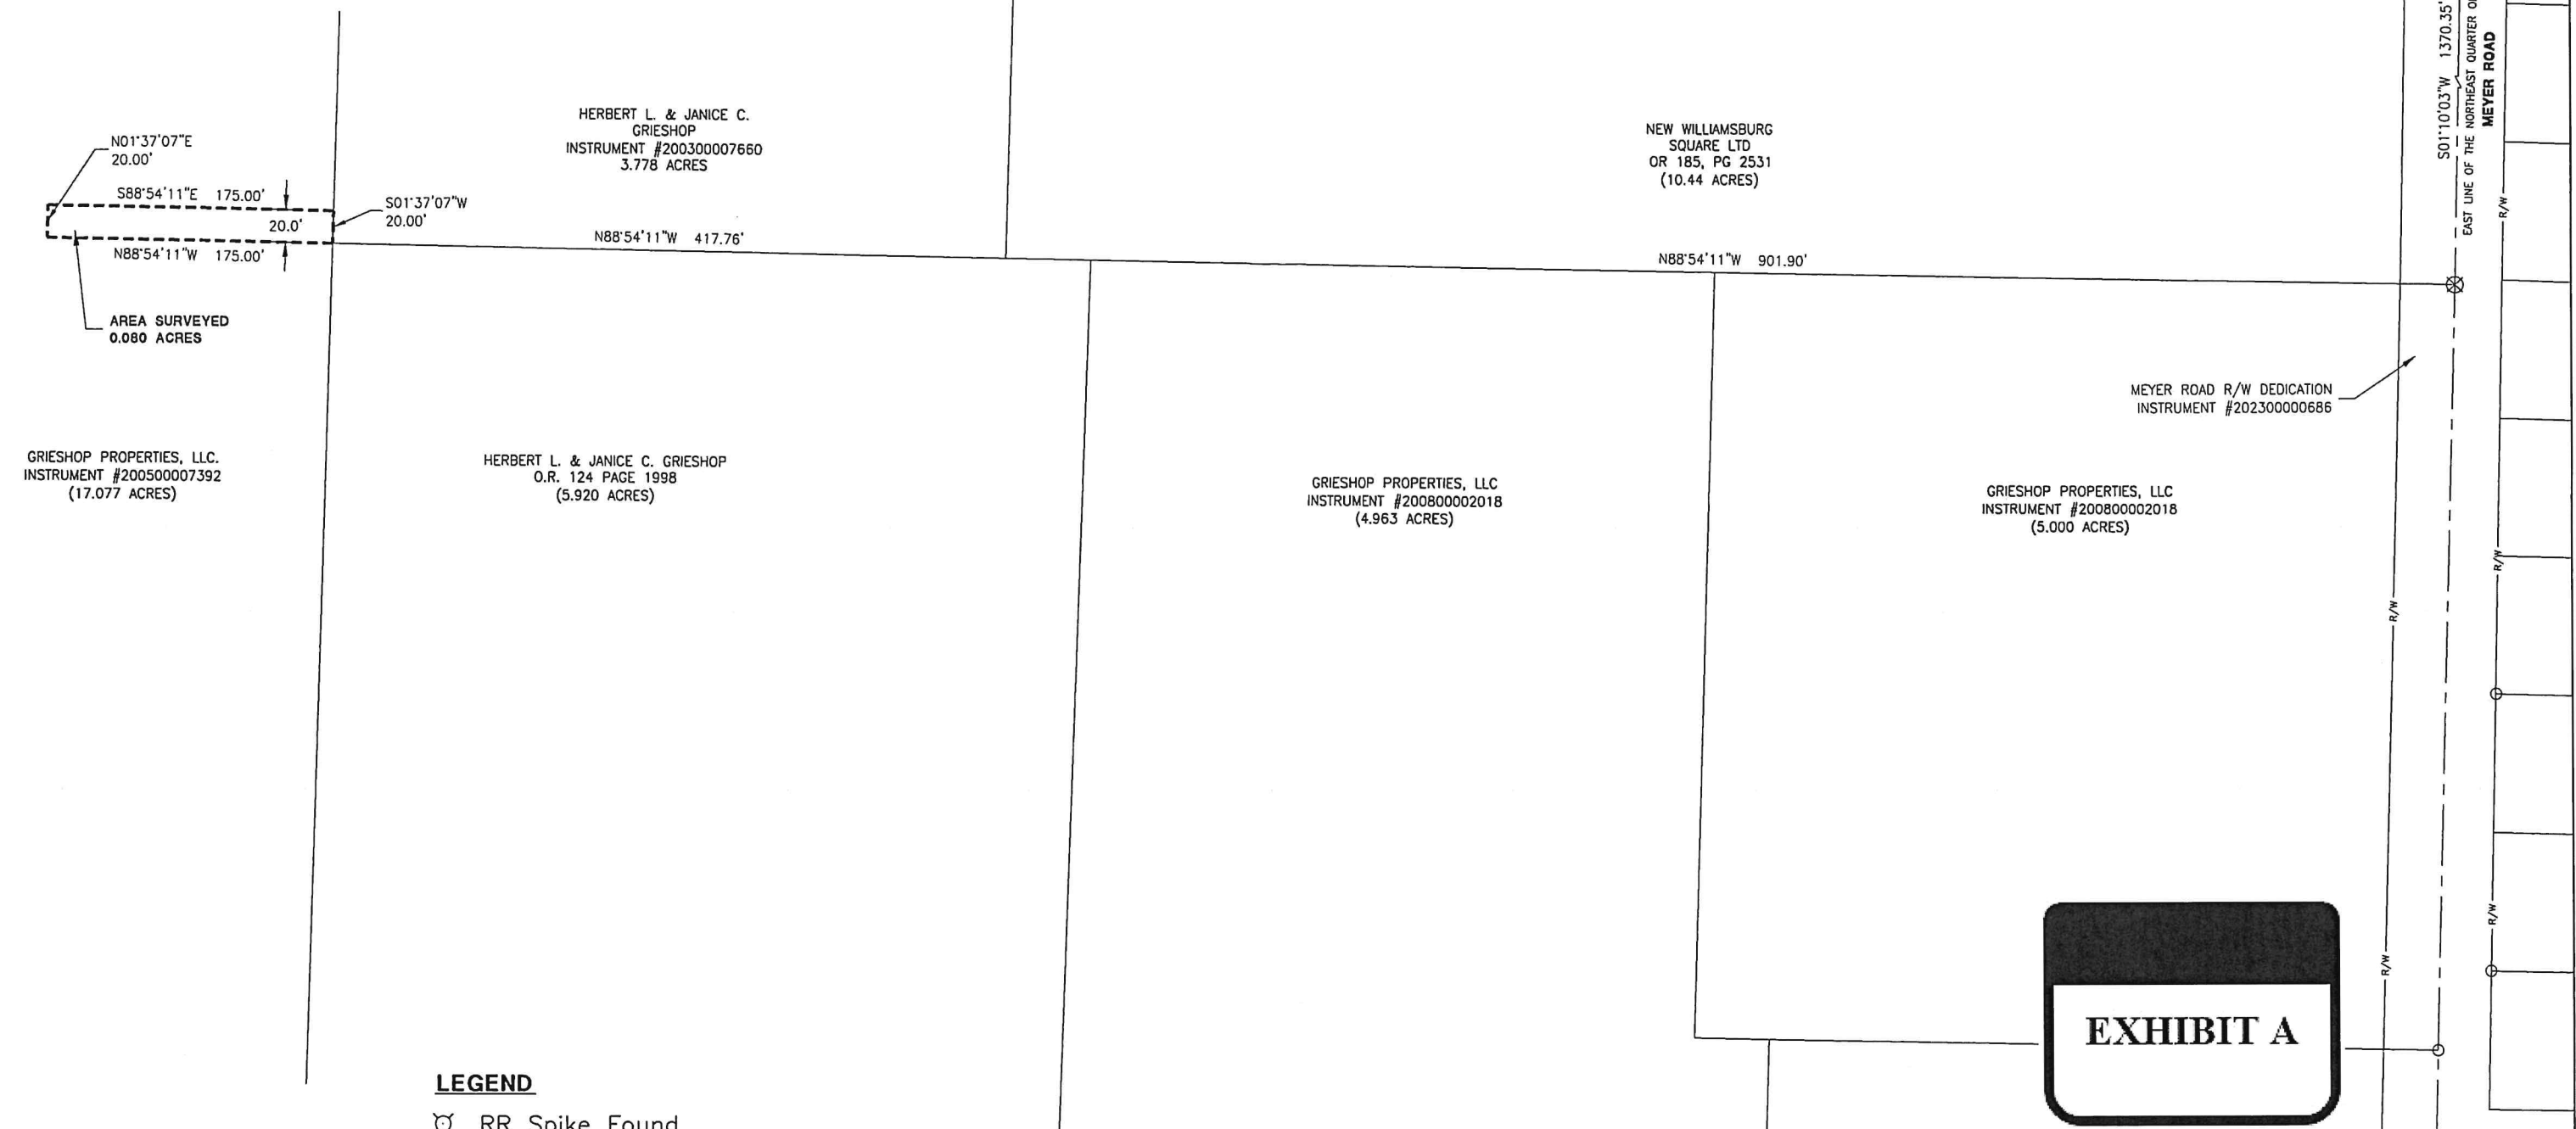 S01°10'03"W 1370.35'
EAST LINE OF THE NORTHEAST QUARTER
MEYER ROAD
HERBERT L. & JANICE C.
GRIESHOP
INSTRUMENT #200300007660
3.778 ACRES
NEW WILLIAMSBURG
SQUARE LTD
OR 185, PG 2531
(10.44 ACRES)
N01°37'07"E
20.00'
S88°54'11"E 175.00'
20.0'
S01°37'07"W
20.00'
N88°54'11"W 175.00'
N88°54'11"W 417.76'
N88°54'11"W 901.90'
R/W
AREA SURVEYED
0.080 ACRES
MEYER ROAD R/W DEDICATION
INSTRUMENT #202300000686
GRIESHOP PROPERTIES, LLC.
INSTRUMENT #200500007392
(17.077 ACRES)
HERBERT L. & JANICE C. GRIESHOP
O.R. 124 PAGE 1998
(5.920 ACRES)
GRIESHOP PROPERTIES, LLC
INSTRUMENT #200800002018
(4.963 ACRES)
GRIESHOP PROPERTIES, LLC
INSTRUMENT #200800002018
(5.000 ACRES)
R/W
R/W
R/W
R/W
EXHIBIT A
LEGEND
RR Spike Found